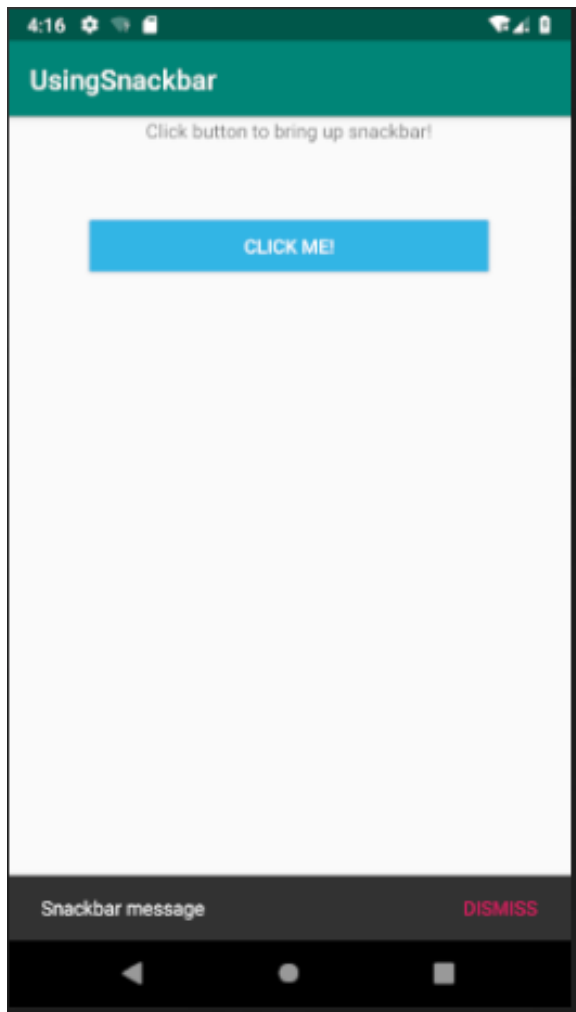 4:16
UsingSnackbar
Click button to bring up snackbar!
CLICK ME!
Snackbar message DISMISS